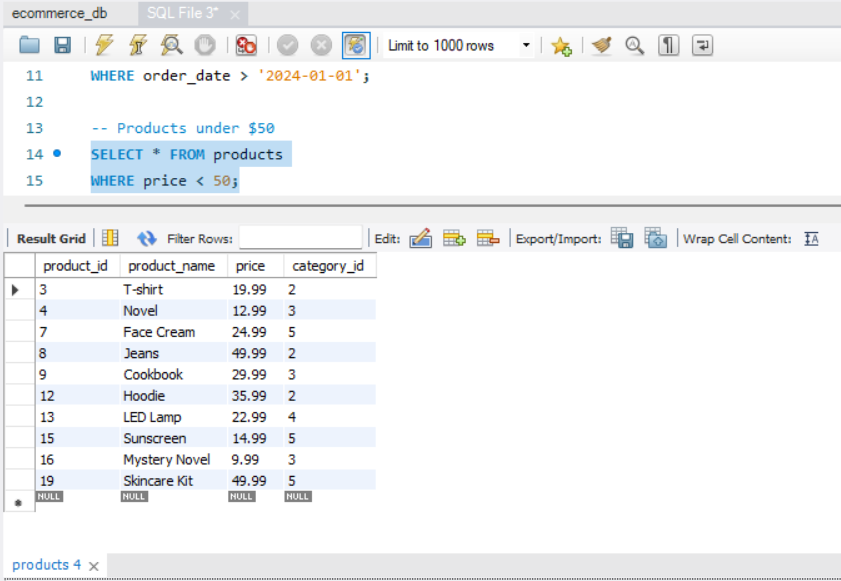 ecommerce_db SQL File 3* ×
Limit to 1000 rows
11 WHERE order_date > '2024-01-01';
12
13 -- Products under $50
14 SELECT * FROM products
15 WHERE price < 50;
Result Grid Filter Rows: Edit: Export/Import: Wrap Cell Content: IA
product_id product_name price category_id
3 T-shirt 19.99 2
4 Novel 12.99 3
7 Face Cream 24.99 5
8 Jeans 49.99 2
9 Cookbook 29.99 3
12 Hoodie 35.99 2
13 LED Lamp 22.99 4
15 Sunscreen 14.99 5
16 Mystery Novel 9.99 3
19 Skincare Kit 49.99 5
NULL NULL NULL NULL
products 4 ×